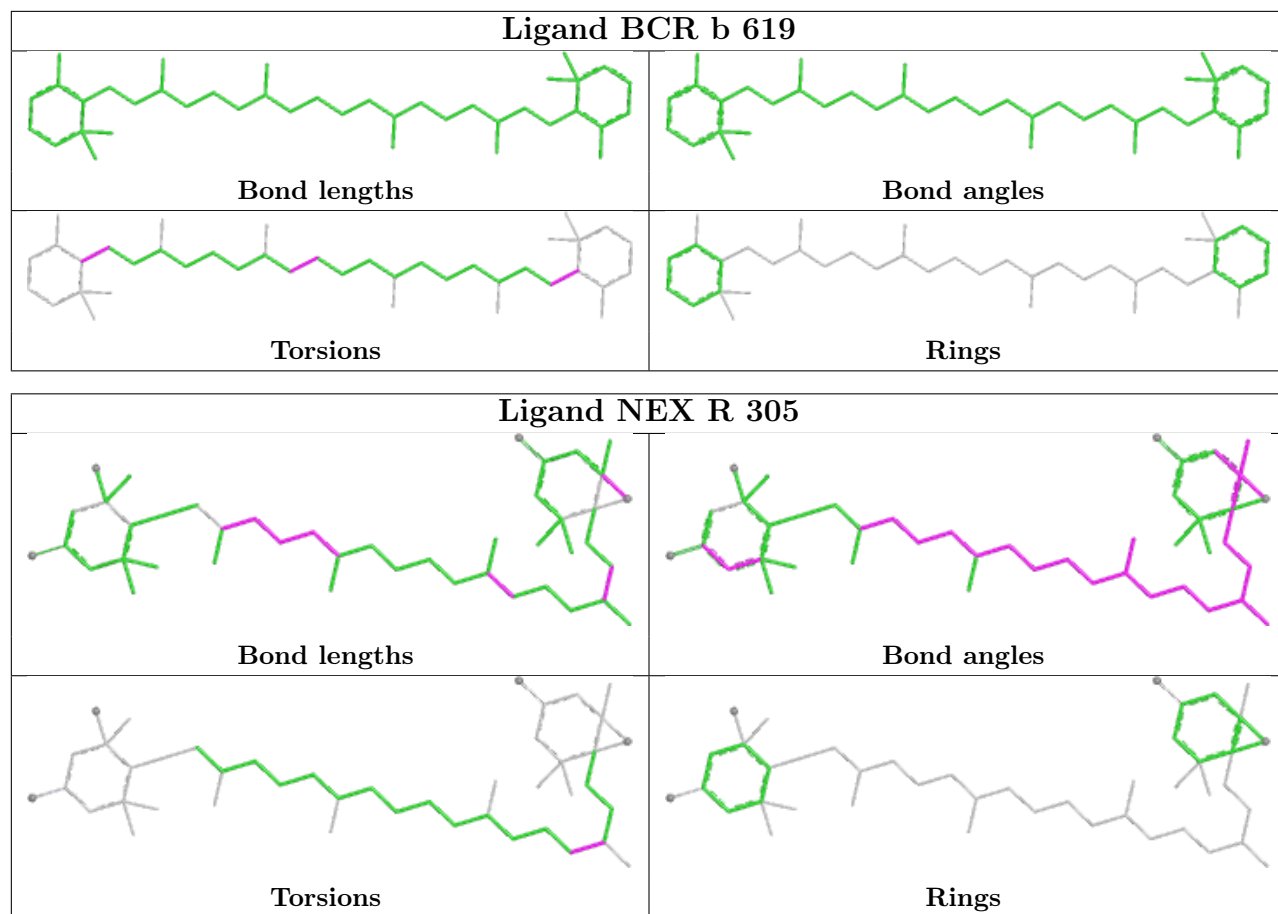 Ligand BCR b 619
Bond lengths
Bond angles
Torsions
Rings
Ligand NEX R 305
Bond lengths
Bond angles
Torsions
Rings